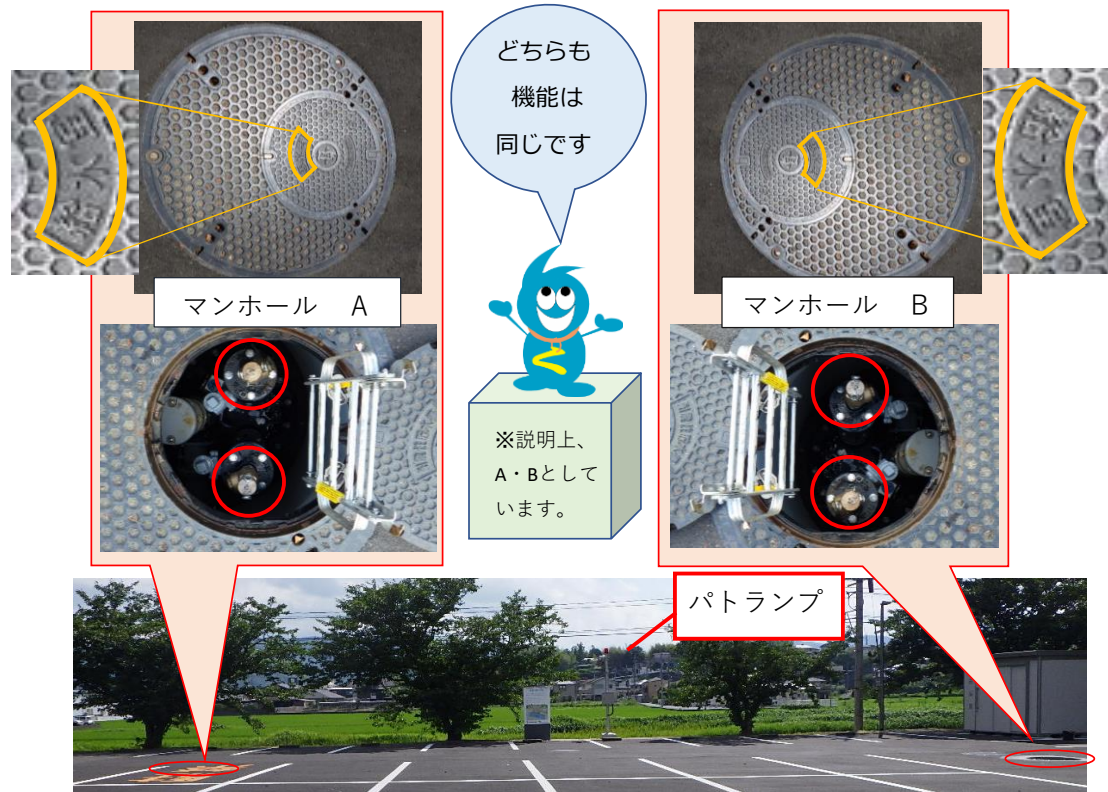 どちらも
機能は
同じです
マンホール A
マンホール B
※説明上、
A・Bとして
います。
パトランプ